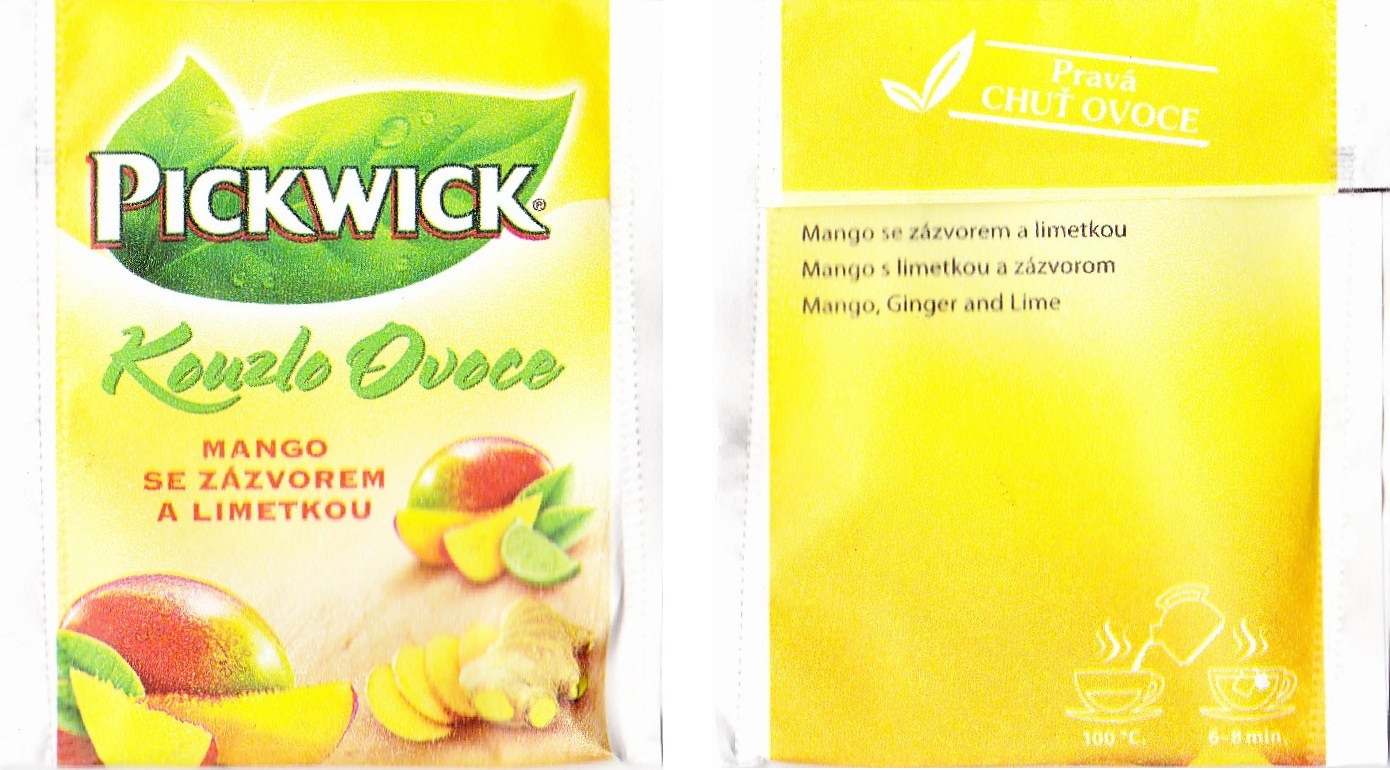 PICKWICK®
Kouzlo Ovoce
MANGO
SE ZÁZVOREM
A LIMETKOU
Pravá
CHUŤ OVOCE
Mango se zázvorem a limetkou
Mango s limetkou a zázvorom
Mango, Ginger and Lime
100 °C.
6-8 min.